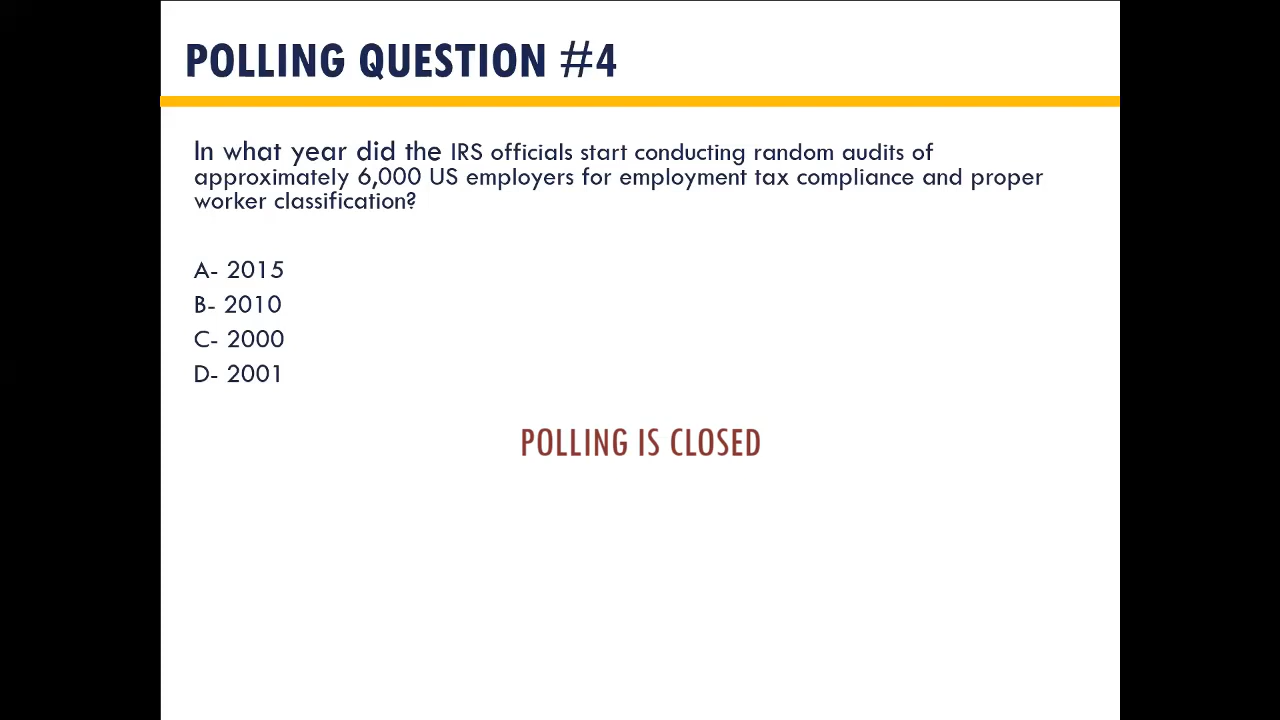 POLLING QUESTION #4
In what year did the IRS officials start conducting random audits of
approximately 6,000 US employers for employment tax compliance and proper
worker classification?
A- 2015
B- 2010
C- 2000
D- 2001
POLLING IS CLOSED